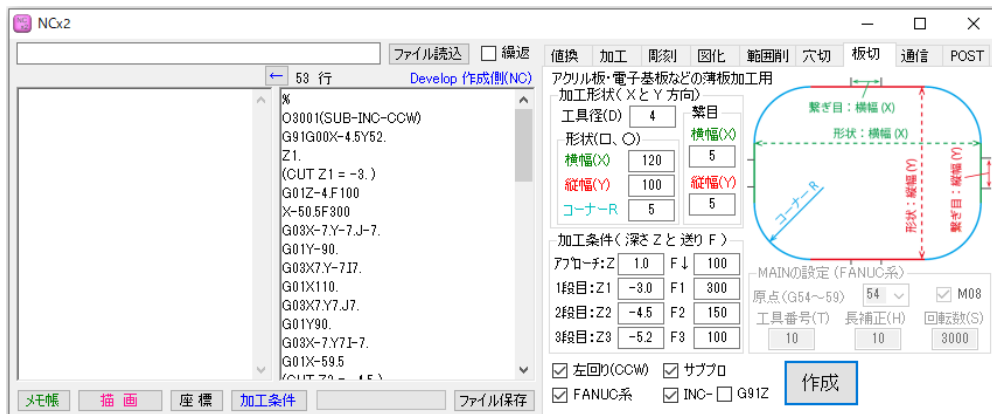 NCx2
ファイル読込 繰返
← 53 行 Develop 作成側(NC)
%
O3001(SUB-INC-CCW)
G91G00X-4.5Y52.
Z1.
(CUT Z1 = -3. )
G01Z-4.F100
X-50.5F300
G03X-7.Y-7.J-7.
G01Y-90.
G03X7.Y-7.I7.
G01X110.
G03X7.Y7.J7.
G01Y90.
G03X-7.Y7.I-7.
G01X-59.5
(CUT Z2 = -4.5 )
メモ帳 描 画 座 標 加工条件 ファイル保存
値換 加工 彫刻 図化 範囲削 穴切 板切 通信 POST
アクリル板・電子基板などの薄板加工用
加工形状( X と Y 方向)
工具径(D) 4
形状(□、○)
横幅(X) 120
縦幅(Y) 100
コーナーR 5
繋目
横幅(X)
5
縦幅(Y)
5
繋ぎ目:横幅(X)
形状:横幅(X)
形状:縦幅(Y)
繋ぎ目:縦幅(Y)
コーナーR
加工条件( 深さ Z と 送り F )
アプローチ:Z 1.0 F↓ 100
1段目:Z1 -3.0 F1 300
2段目:Z2 -4.5 F2 150
3段目:Z3 -5.2 F3 100
MAINの設定 (FANUC系)
原点(G54~59) 54 M08
工具番号(T) 長補正(H) 回転数(S)
10 10 3000
左回り(CCW) サブプロ
FANUC系 INC- G91Z
作成